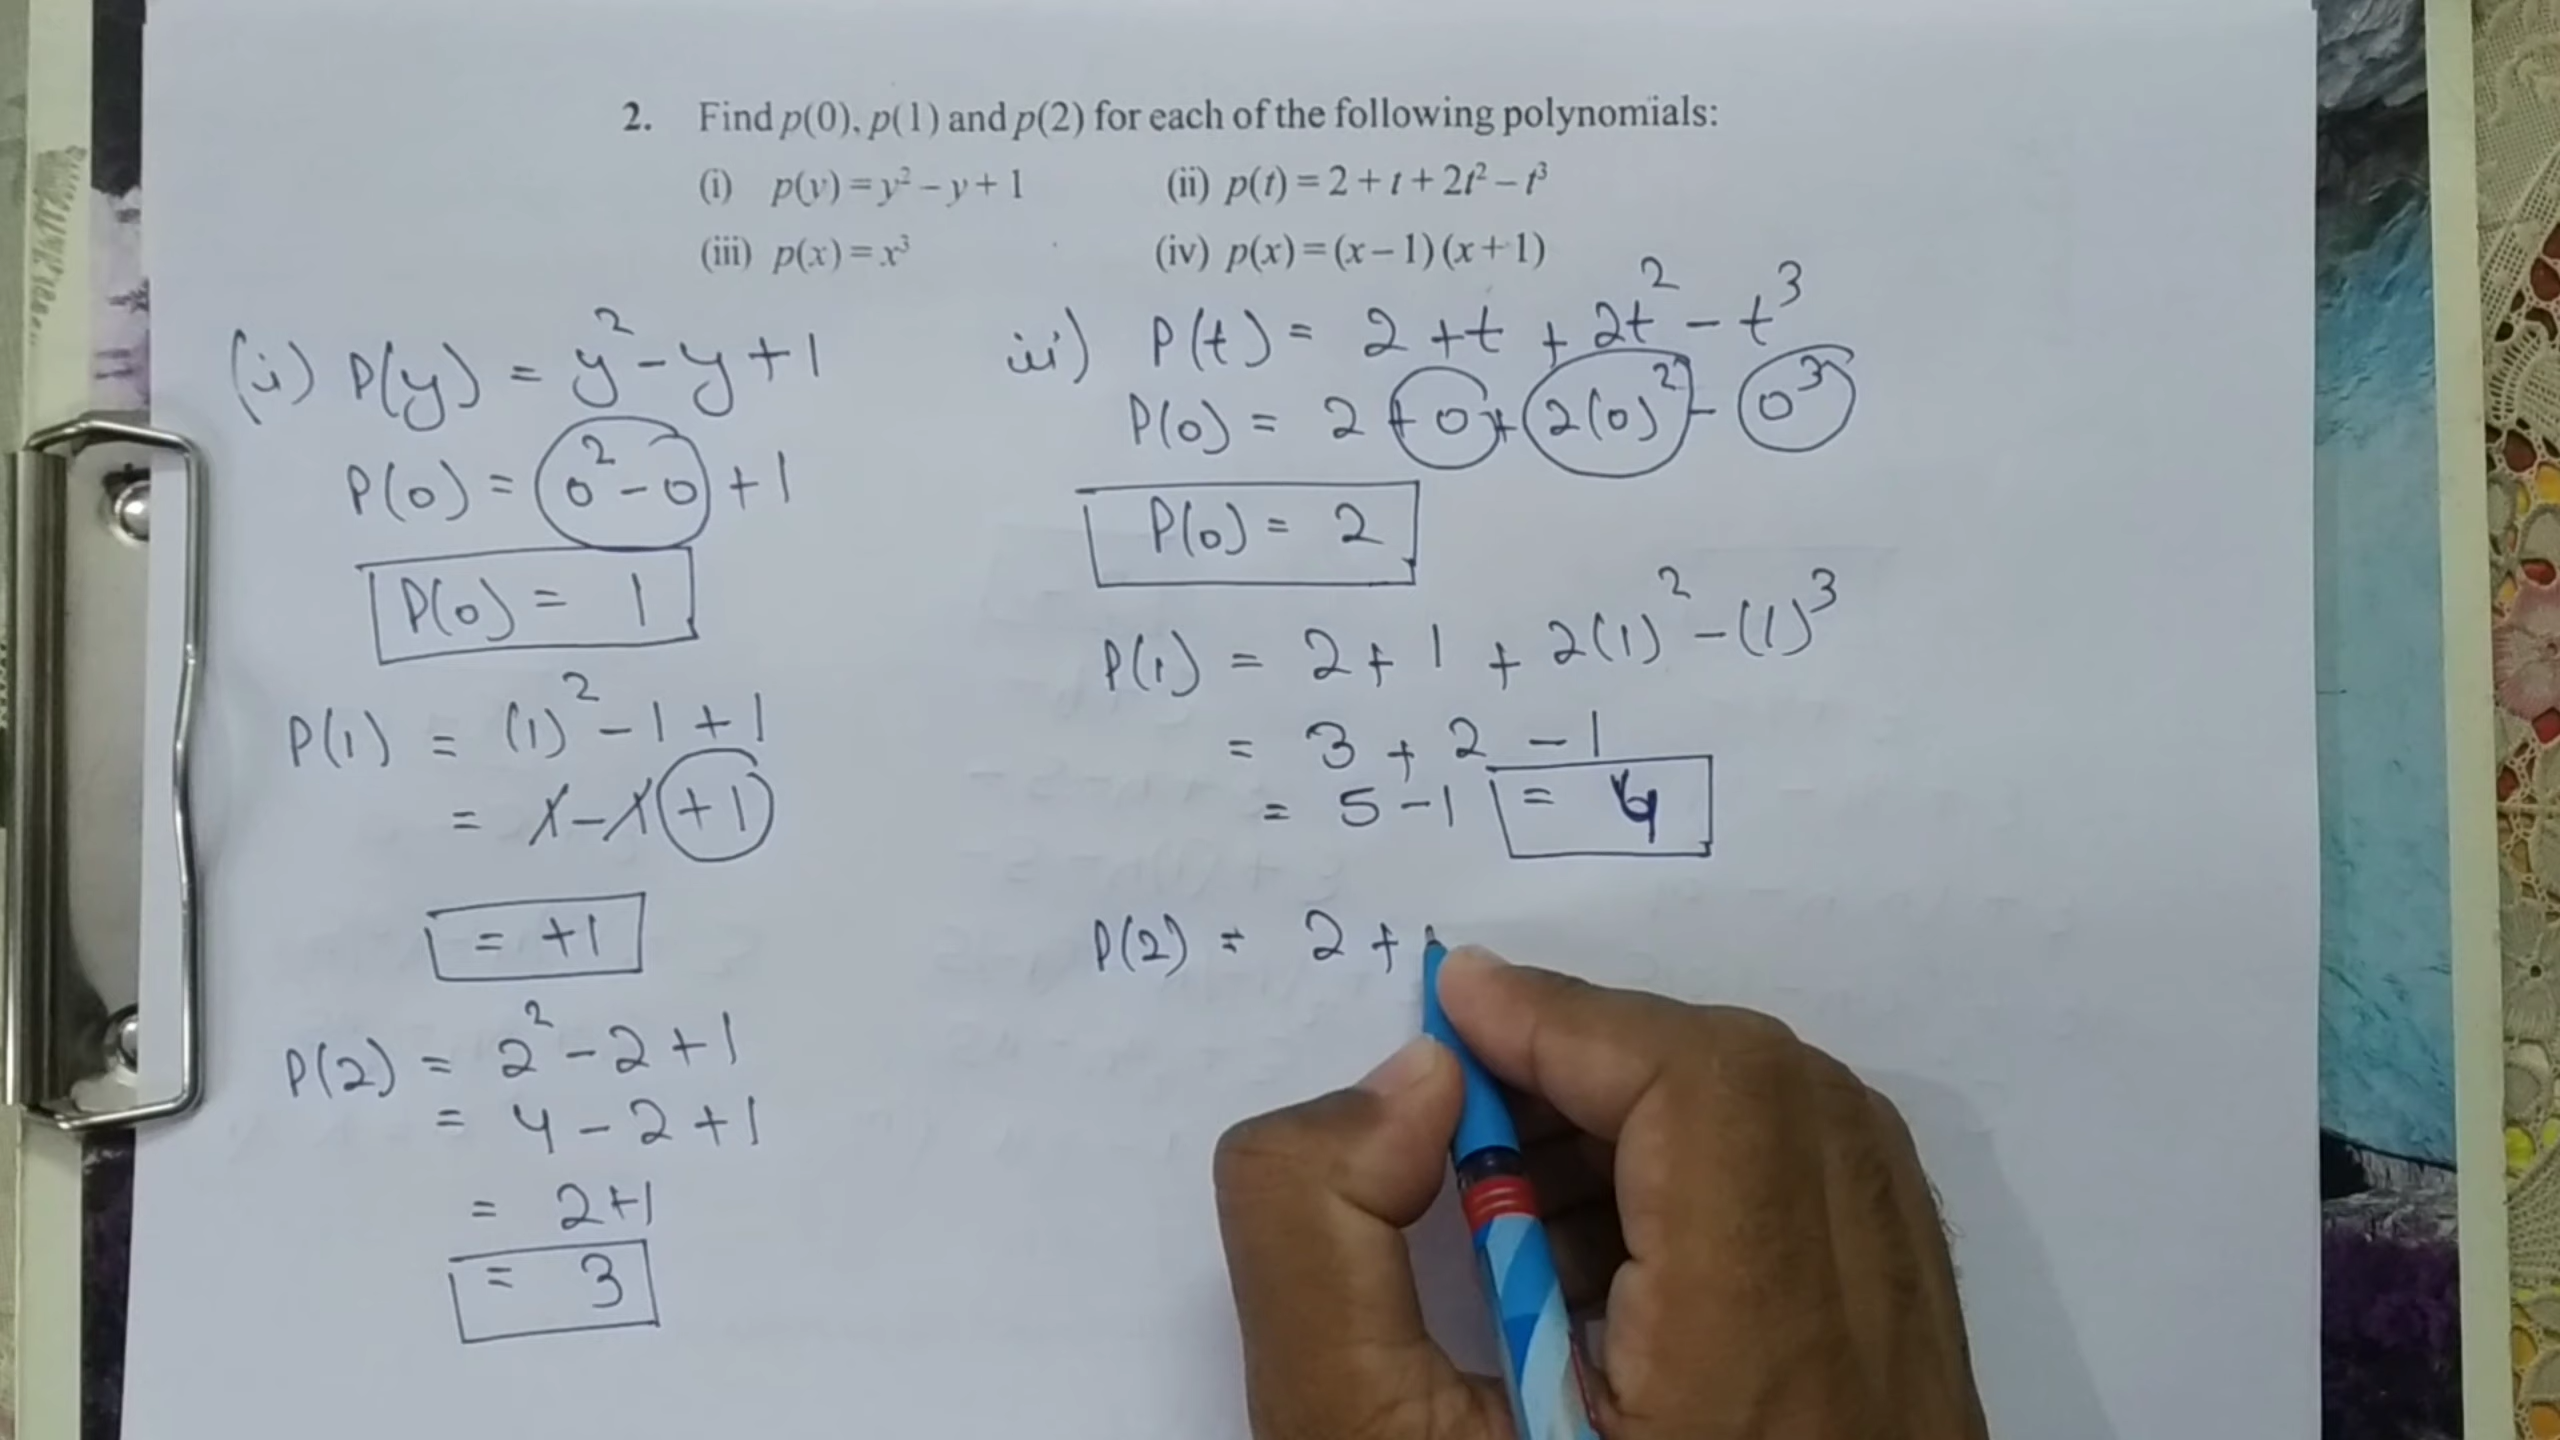 2. Find p(0), p(1) and p(2) for each of the following polynomials:
(i) p(y) = y² – y + 1 (ii) p(t) = 2 + t + 2t² – t³
(iii) p(x) = x³ (iv) p(x) = (x – 1) (x + 1)
(i) P(y) = y² - y + 1
P(0) = 0² - 0 + 1
P(0) = 1
P(1) = (1)² - 1 + 1
= 1 - 1 + 1
= +1
P(2) = 2² - 2 + 1
= 4 - 2 + 1
= 2+1
= 3
iii) P(t) = 2 + t + 2t² - t³
P(0) = 2 + 0 + 2(0)² - 0³
P(0) = 2
P(1) = 2 + 1 + 2(1)² - (1)³
= 3 + 2 - 1
= 5 - 1 = 4
P(2) = 2 +